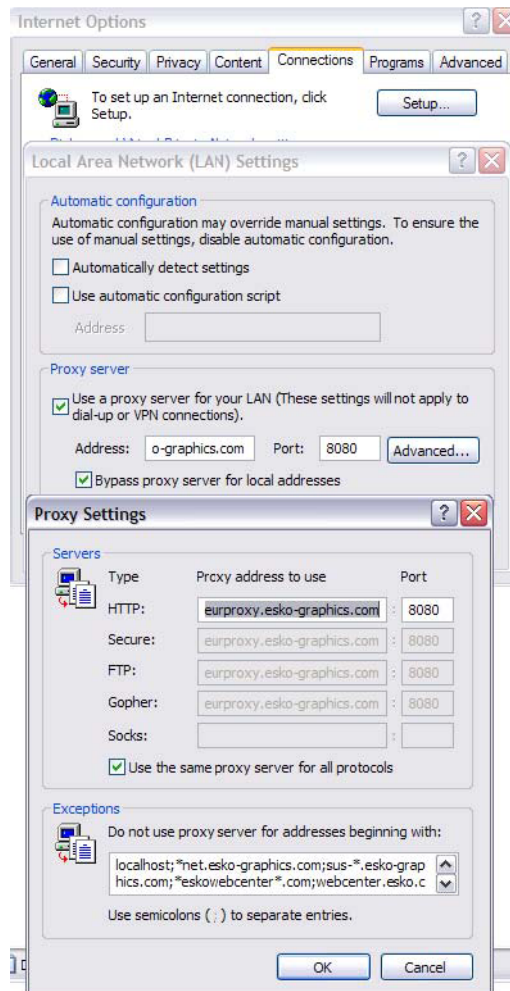 Internet Options
General Security Privacy Content Connections Programs Advanced
To set up an Internet connection, click
Setup.
Setup...
Local Area Network (LAN) Settings
Automatic configuration
Automatic configuration may override manual settings. To ensure the
use of manual settings, disable automatic configuration.
Automatically detect settings
Use automatic configuration script
Address
Proxy server
Use a proxy server for your LAN (These settings will not apply to
dial-up or VPN connections).
Address: o-graphics.com Port: 8080 Advanced...
Bypass proxy server for local addresses
Proxy Settings
Servers
Type Proxy address to use Port
HTTP: eurproxy.esko-graphics.com : 8080
Secure: eurproxy.esko-graphics.com : 8080
FTP: eurproxy.esko-graphics.com : 8080
Gopher: eurproxy.esko-graphics.com : 8080
Socks: :
Use the same proxy server for all protocols
Exceptions
Do not use proxy server for addresses beginning with:
localhost;*net.esko-graphics.com;sus-*.esko-grap
hics.com;*eskowebcenter*.com;webcenter.esko.c
Use semicolons ( ; ) to separate entries.
OK Cancel